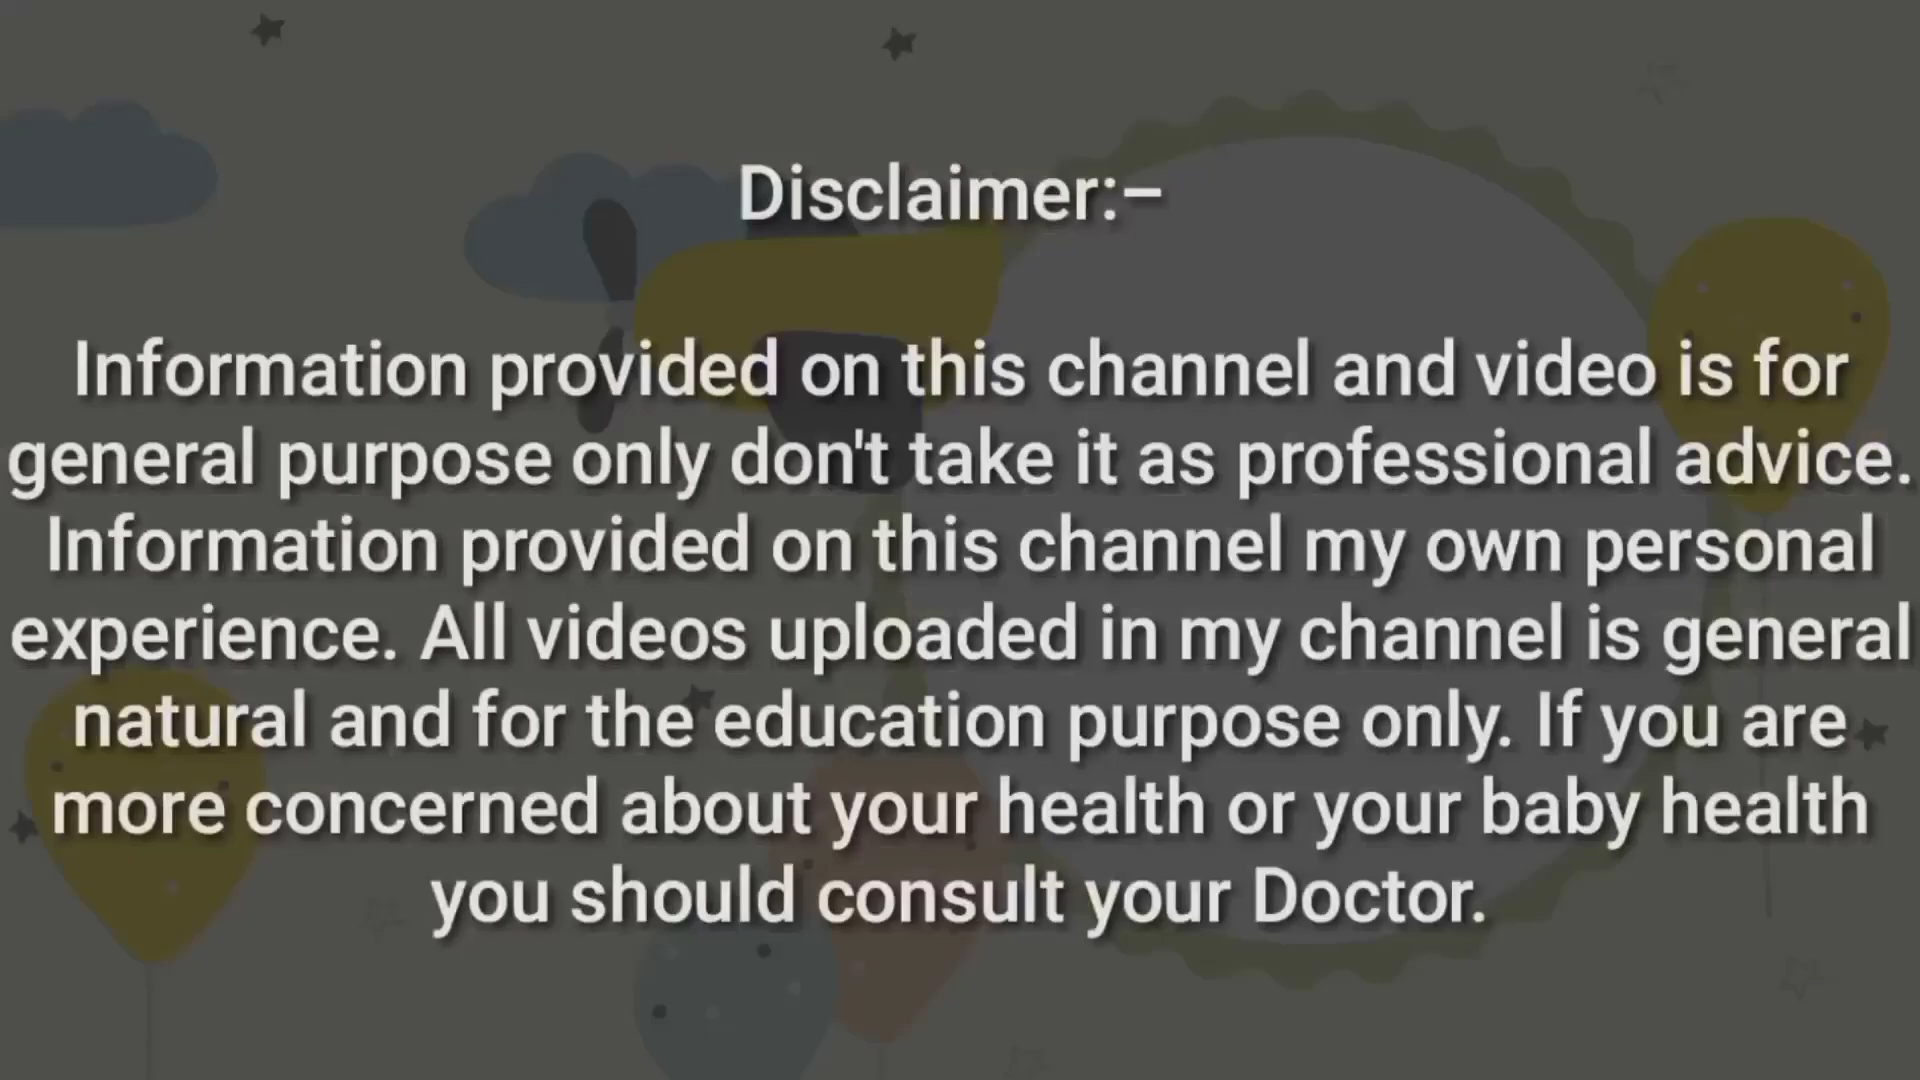 Disclaimer:–
Information provided on this channel and video is for
general purpose only don't take it as professional advice.
Information provided on this channel my own personal
experience. All videos uploaded in my channel is general
natural and for the education purpose only. If you are
more concerned about your health or your baby health
you should consult your Doctor.